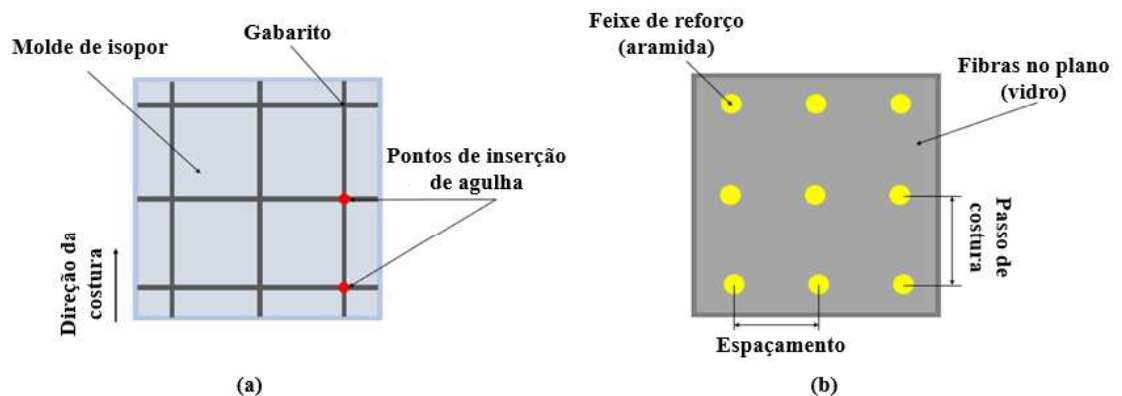 Molde de isopor
Gabarito
Pontos de inserção
de agulha
Direção da
costura
(a)
Feixe de reforço
(aramida)
Fibras no plano
(vidro)
Passo de
costura
Espaçamento
(b)